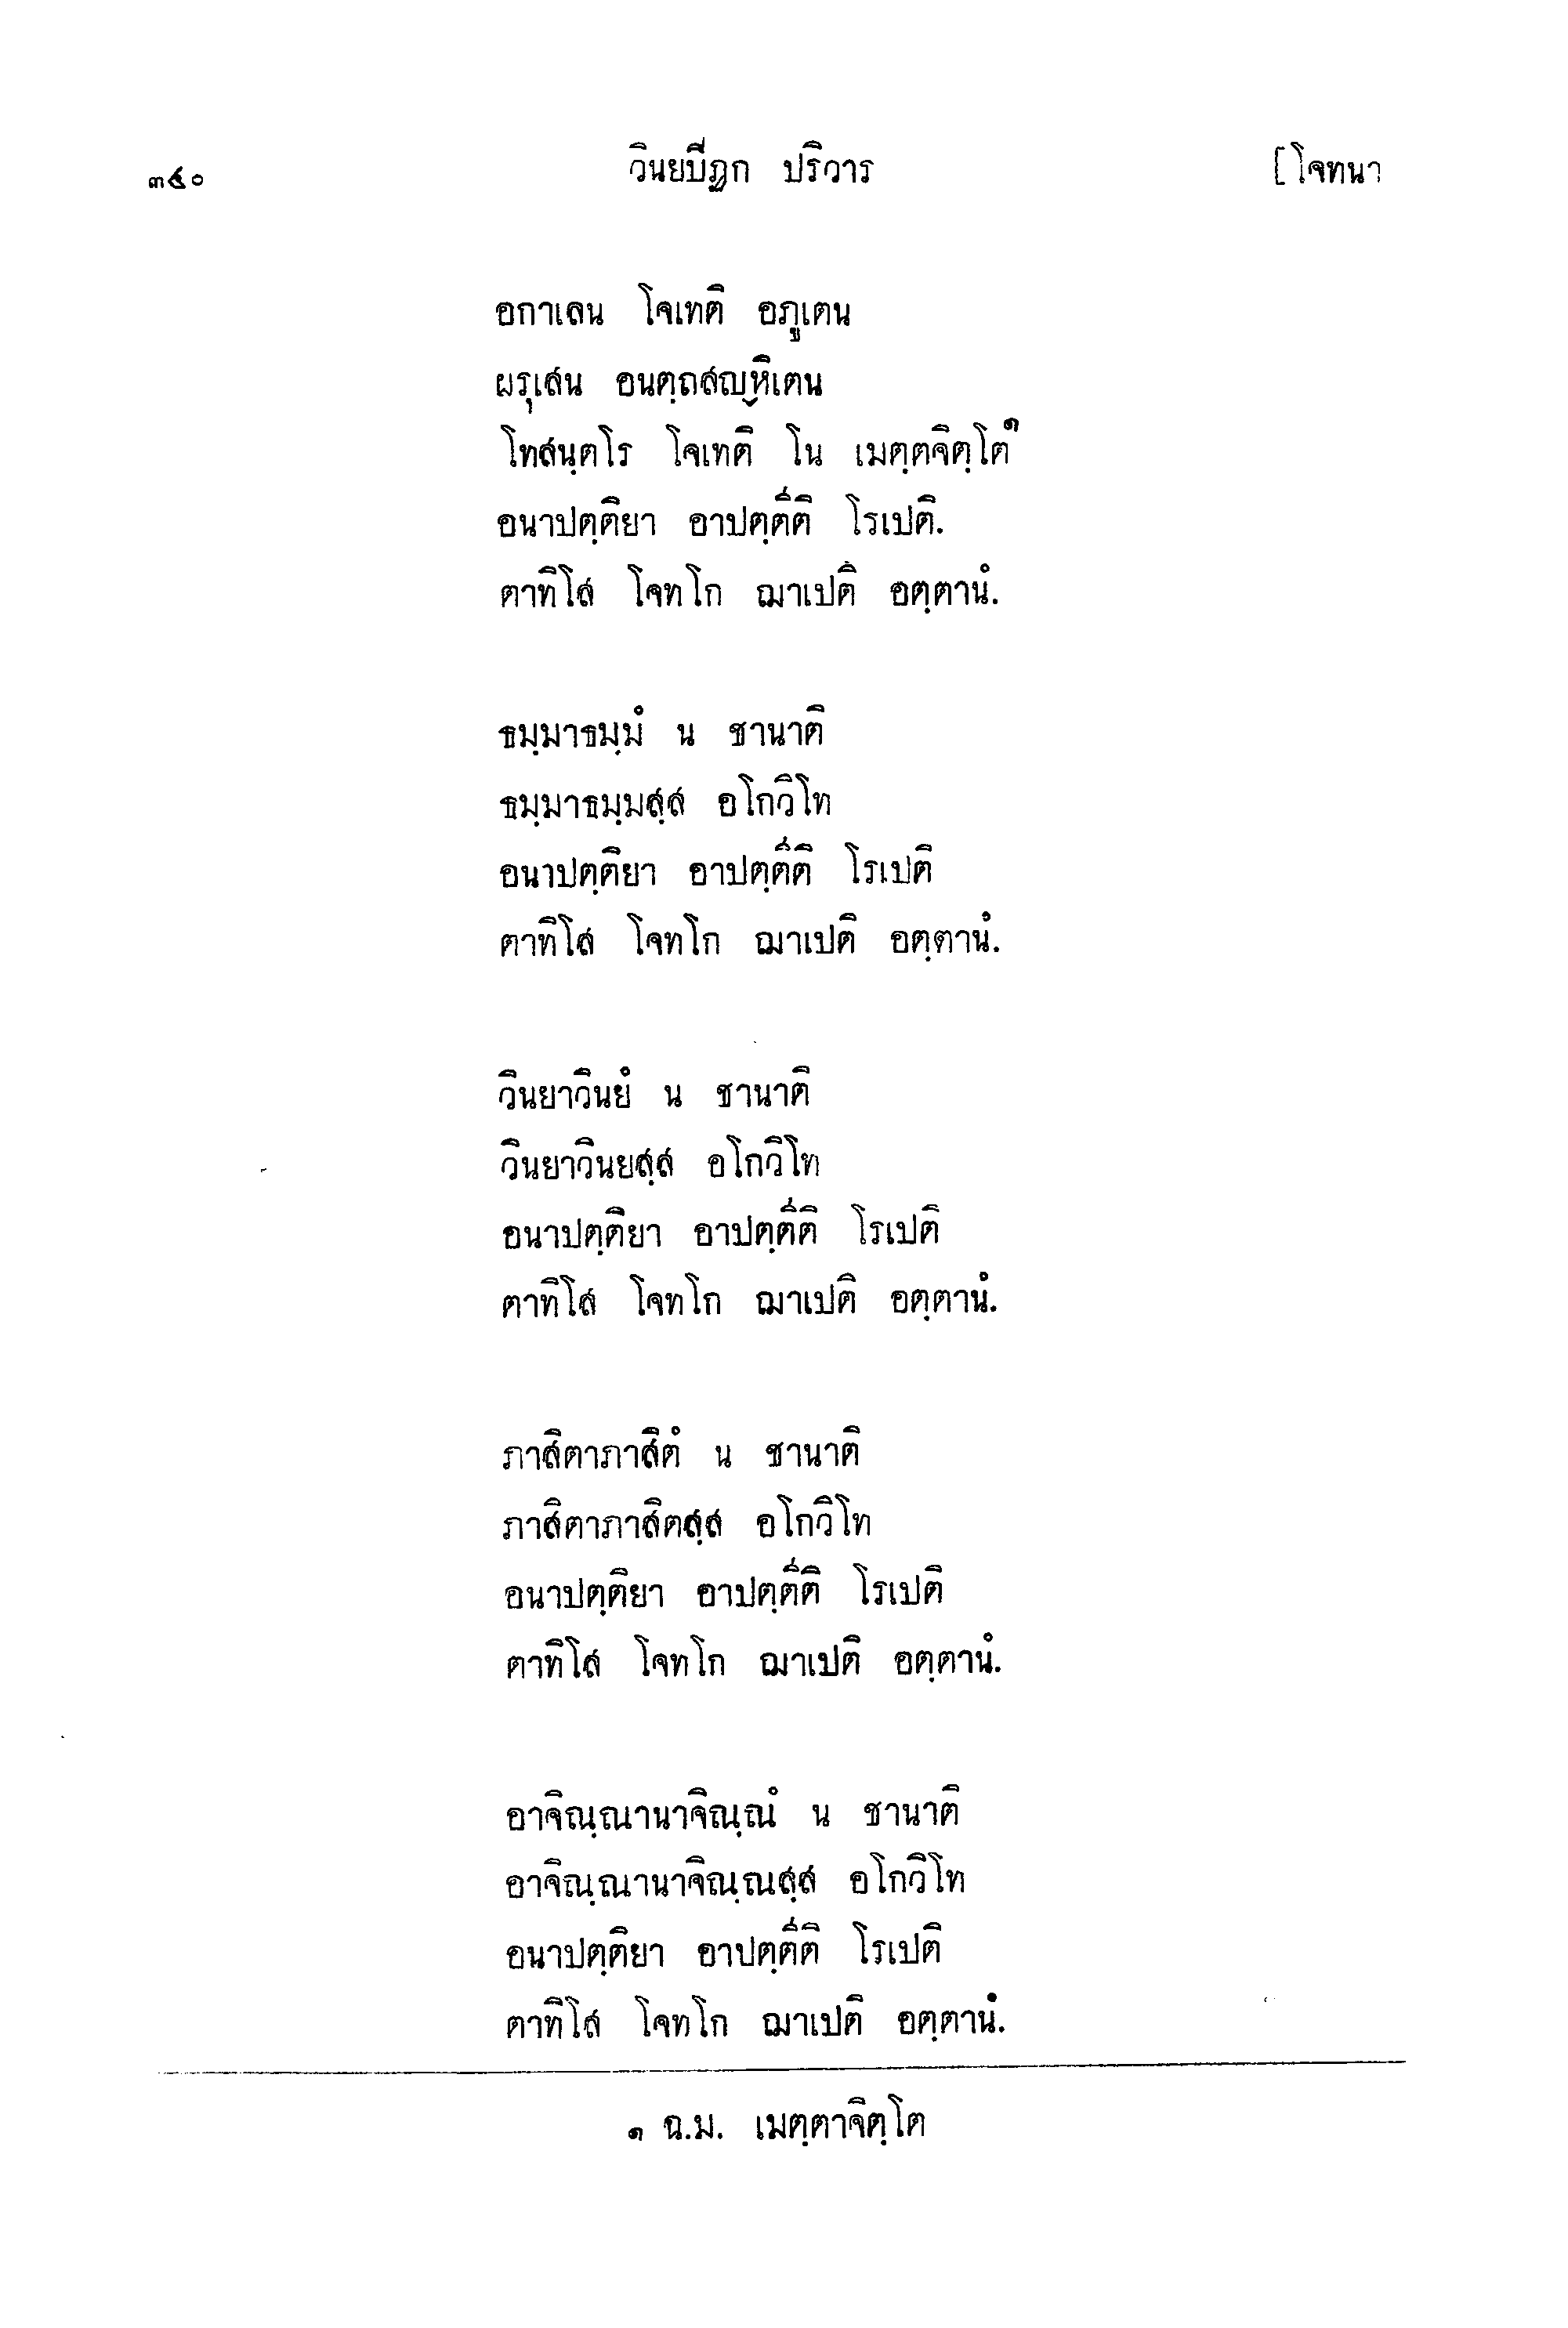 ๓๕๐ วินยปิฏก ปริวาร [ โจทนา
อกาเลน โจเทติ อภูเตน
ผรุเสน อนตฺถสญฺหิเตน
โทสนฺตโร โจเทติ โน เมตฺตจิตฺโต๑
อนาปตฺติยา อาปตฺตีติ โรเปติ.
ตาทิโส โจทโก ฌาเปติ อตฺตานํ.
ธมฺมาธมฺมํ น ชานาติ
ธมฺมาธมฺมสฺส อโกวิโท
อนาปตฺติยา อาปตฺตีติ โรเปติ
ตาทิโส โจทโก ฌาเปติ อตฺตานํ.
วินยาวินยํ น ชานาติ
วินยาวินยสฺส อโกวิโท
อนาปตฺติยา อาปตฺตีติ โรเปติ
ตาทิโส โจทโก ฌาเปติ อตฺตานํ.
ภาสิตาภาสิตํ น ชานาติ
ภาสิตาภาสิตสฺส อโกวิโท
อนาปตฺติยา อาปตฺตีติ โรเปติ
ตาทิโส โจทโก ฌาเปติ อตฺตานํ.
อาจิณฺณานาจิณฺณํ น ชานาติ
อาจิณฺณานาจิณฺณสฺส อโกวิโท
อนาปตฺติยา อาปตฺตีติ โรเปติ
ตาทิโส โจทโก ฌาเปติ อตฺตานํ.
๑ ฉ.ม. เมตฺตาจิตฺโต